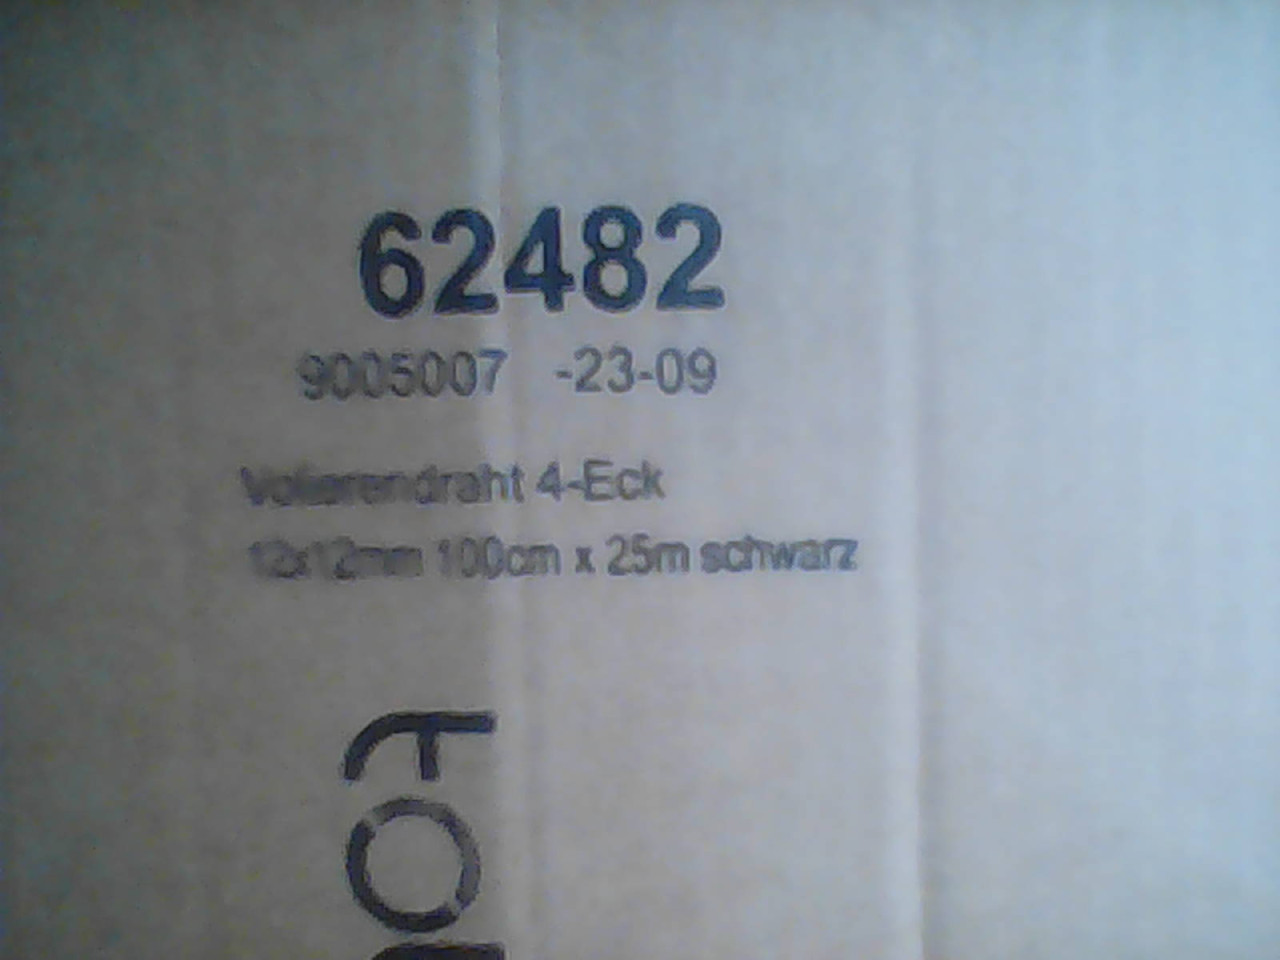 62482
9005007 -23-09
Volierendraht 4-Eck
12x12mm 100cm x 25m schwarz